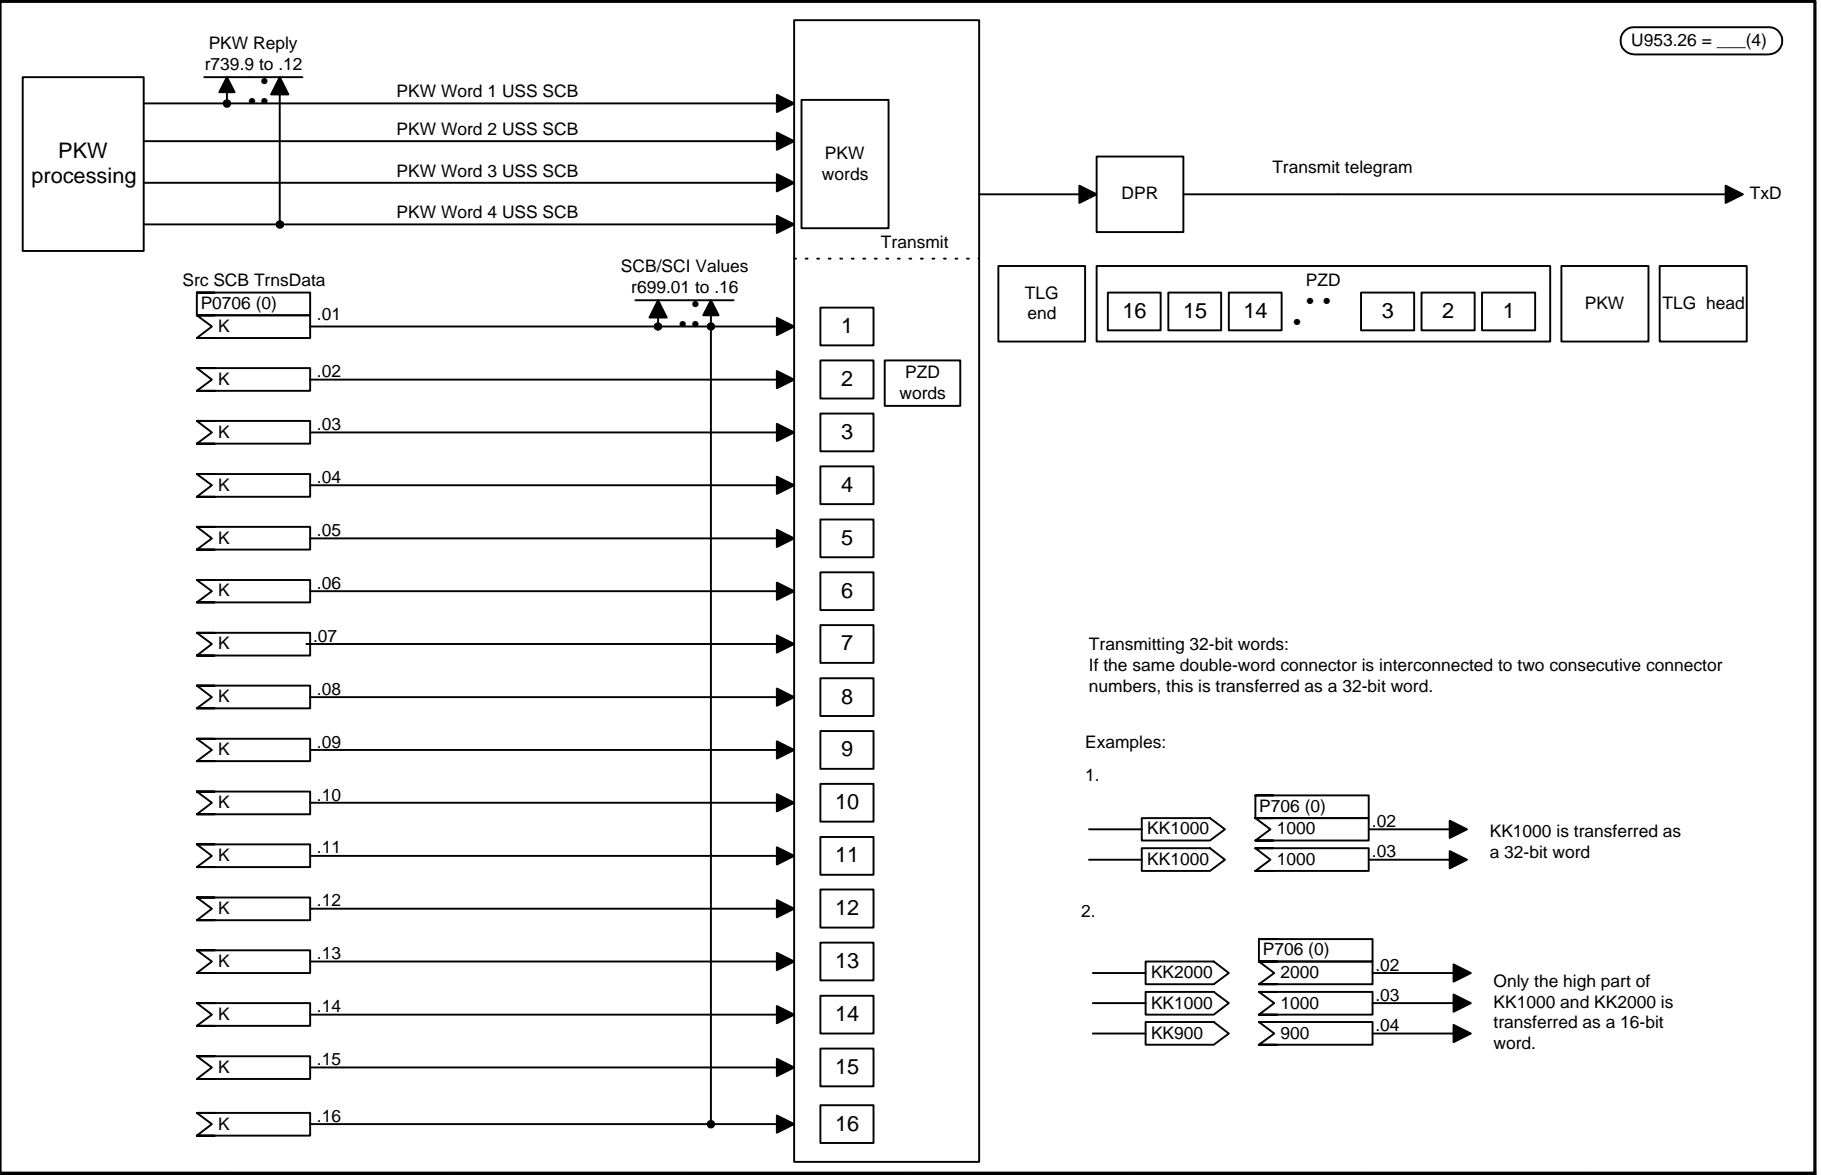 U953.26 = ___(4)
PKW Reply
r739.9 to .12
PKW
processing
PKW Word 1 USS SCB
PKW Word 2 USS SCB
PKW Word 3 USS SCB
PKW Word 4 USS SCB
PKW
words
Transmit
DPR
Transmit telegram
TxD
TLG
end
PZD
16 15 14 3 2 1
PKW
TLG head
Src SCB TrnsData
P0706 (0)
SCB/SCI Values
r699.01 to .16
K .01 1
K .02 2
PZD
words
K .03 3
K .04 4
K .05 5
K .06 6
K .07 7
K .08 8
K .09 9
K .10 10
K .11 11
K .12 12
K .13 13
K .14 14
K .15 15
K .16 16
Transmitting 32-bit words:
If the same double-word connector is interconnected to two consecutive connector
numbers, this is transferred as a 32-bit word.
Examples:
1.
P706 (0)
KK1000 1000 .02
KK1000 1000 .03
KK1000 is transferred as
a 32-bit word
2.
P706 (0)
KK2000 2000 .02
KK1000 1000 .03
KK900 900 .04
Only the high part of
KK1000 and KK2000 is
transferred as a 16-bit
word.